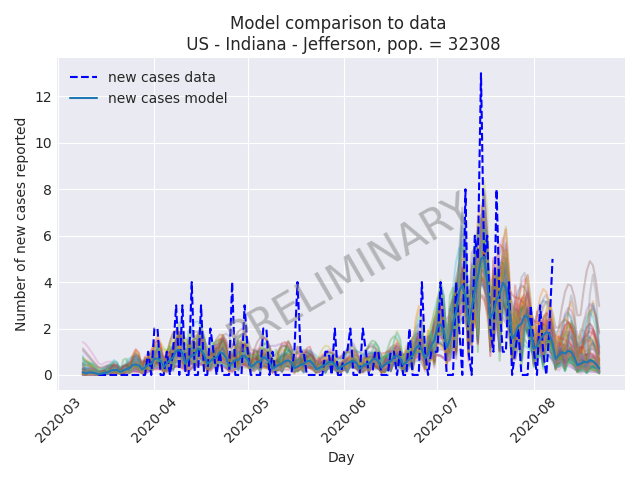 Model comparison to data
US - Indiana - Jefferson, pop. = 32308
new cases data
new cases model
PRELIMINARY
Number of new cases reported
12
10
8
6
4
2
0
2020-03
2020-04
2020-05
2020-06
2020-07
2020-08
Day